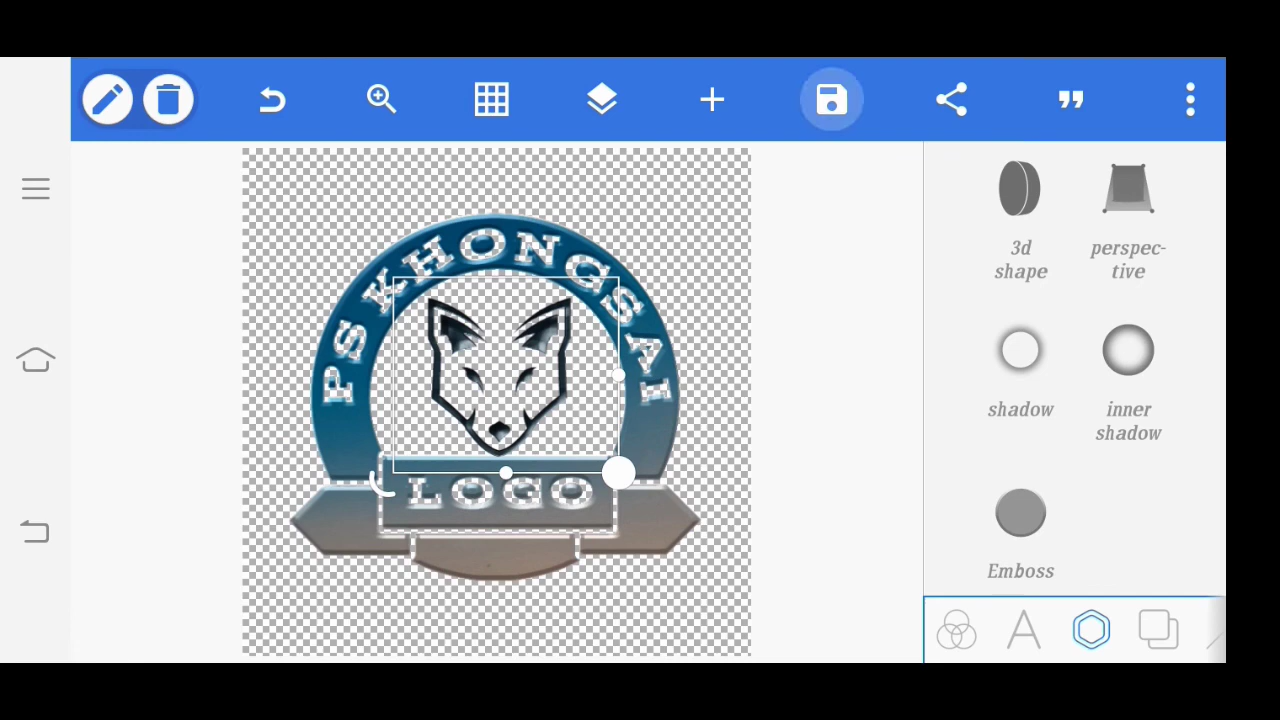 PS KHONGSAI
LOGO
3d
shape
perspec-
tive
shadow
inner
shadow
Emboss